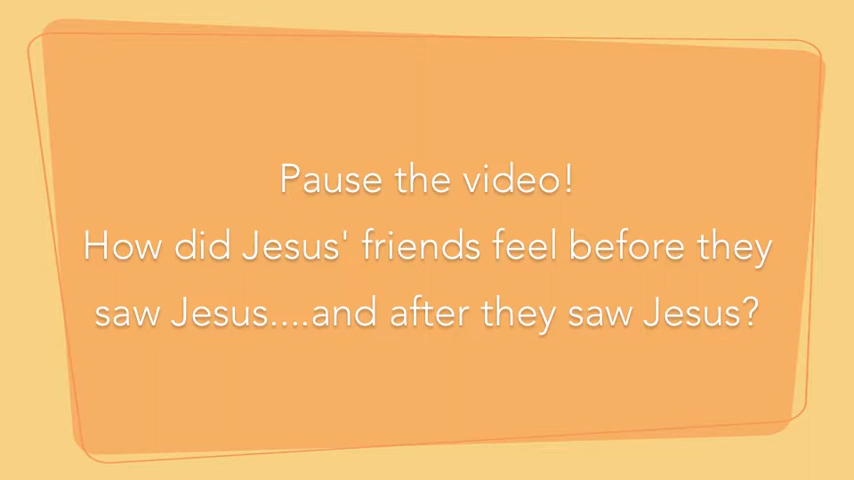 Pause the video!
How did Jesus' friends feel before they
saw Jesus....and after they saw Jesus?